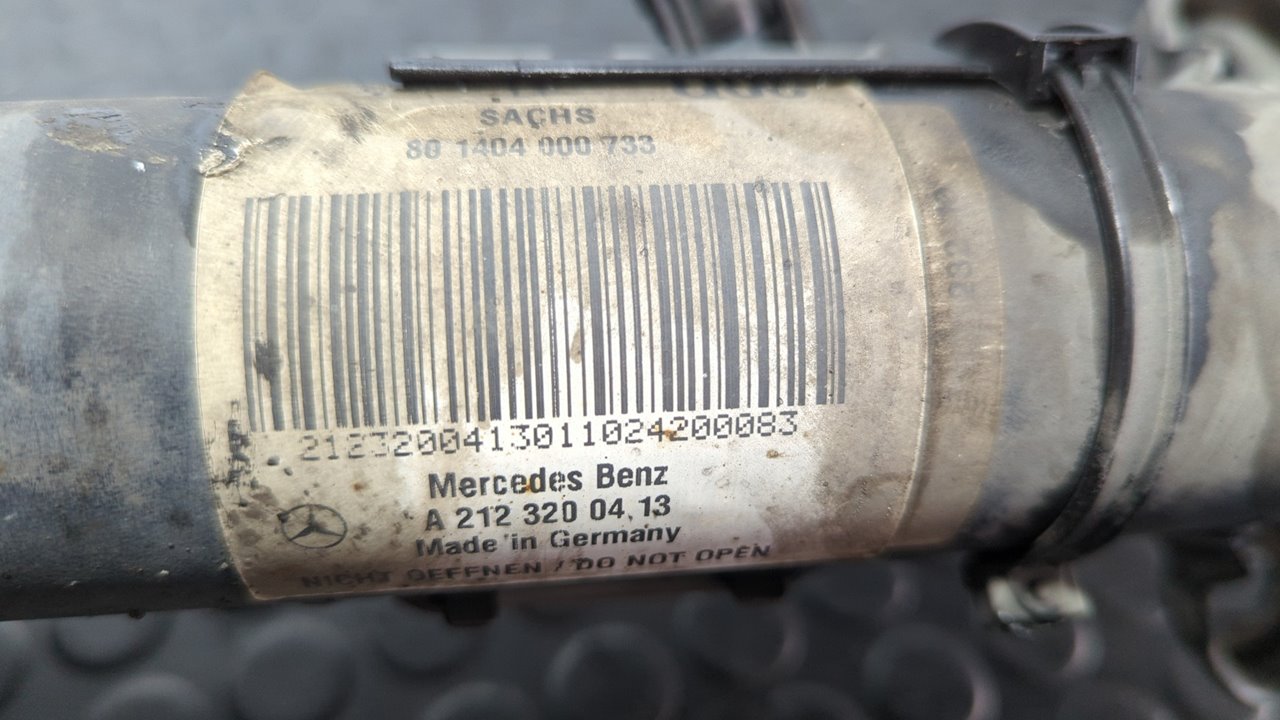 SACHS
80 1404 000 733
2123200413011024200083
Mercedes Benz
A 212 320 04 13
Made in Germany
NICHT OEFFNEN / DO NOT OPEN